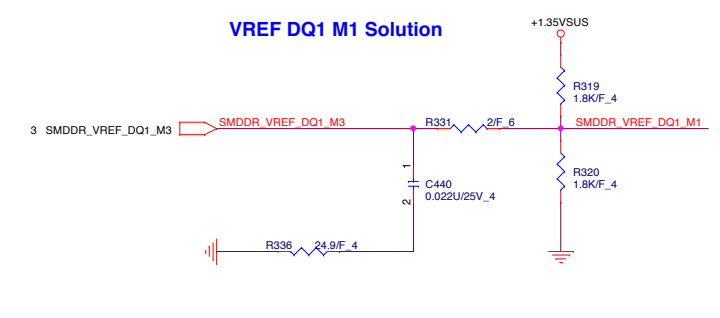 VREF DQ1 M1 Solution
+1.35VSUS
R319
1.8K/F_4
3 SMDDR_VREF_DQ1_M3
SMDDR_VREF_DQ1_M3
R331
2/F_6
SMDDR_VREF_DQ1_M1
1
C440
0.022U/25V_4
2
R320
1.8K/F_4
R336
24.9/F_4